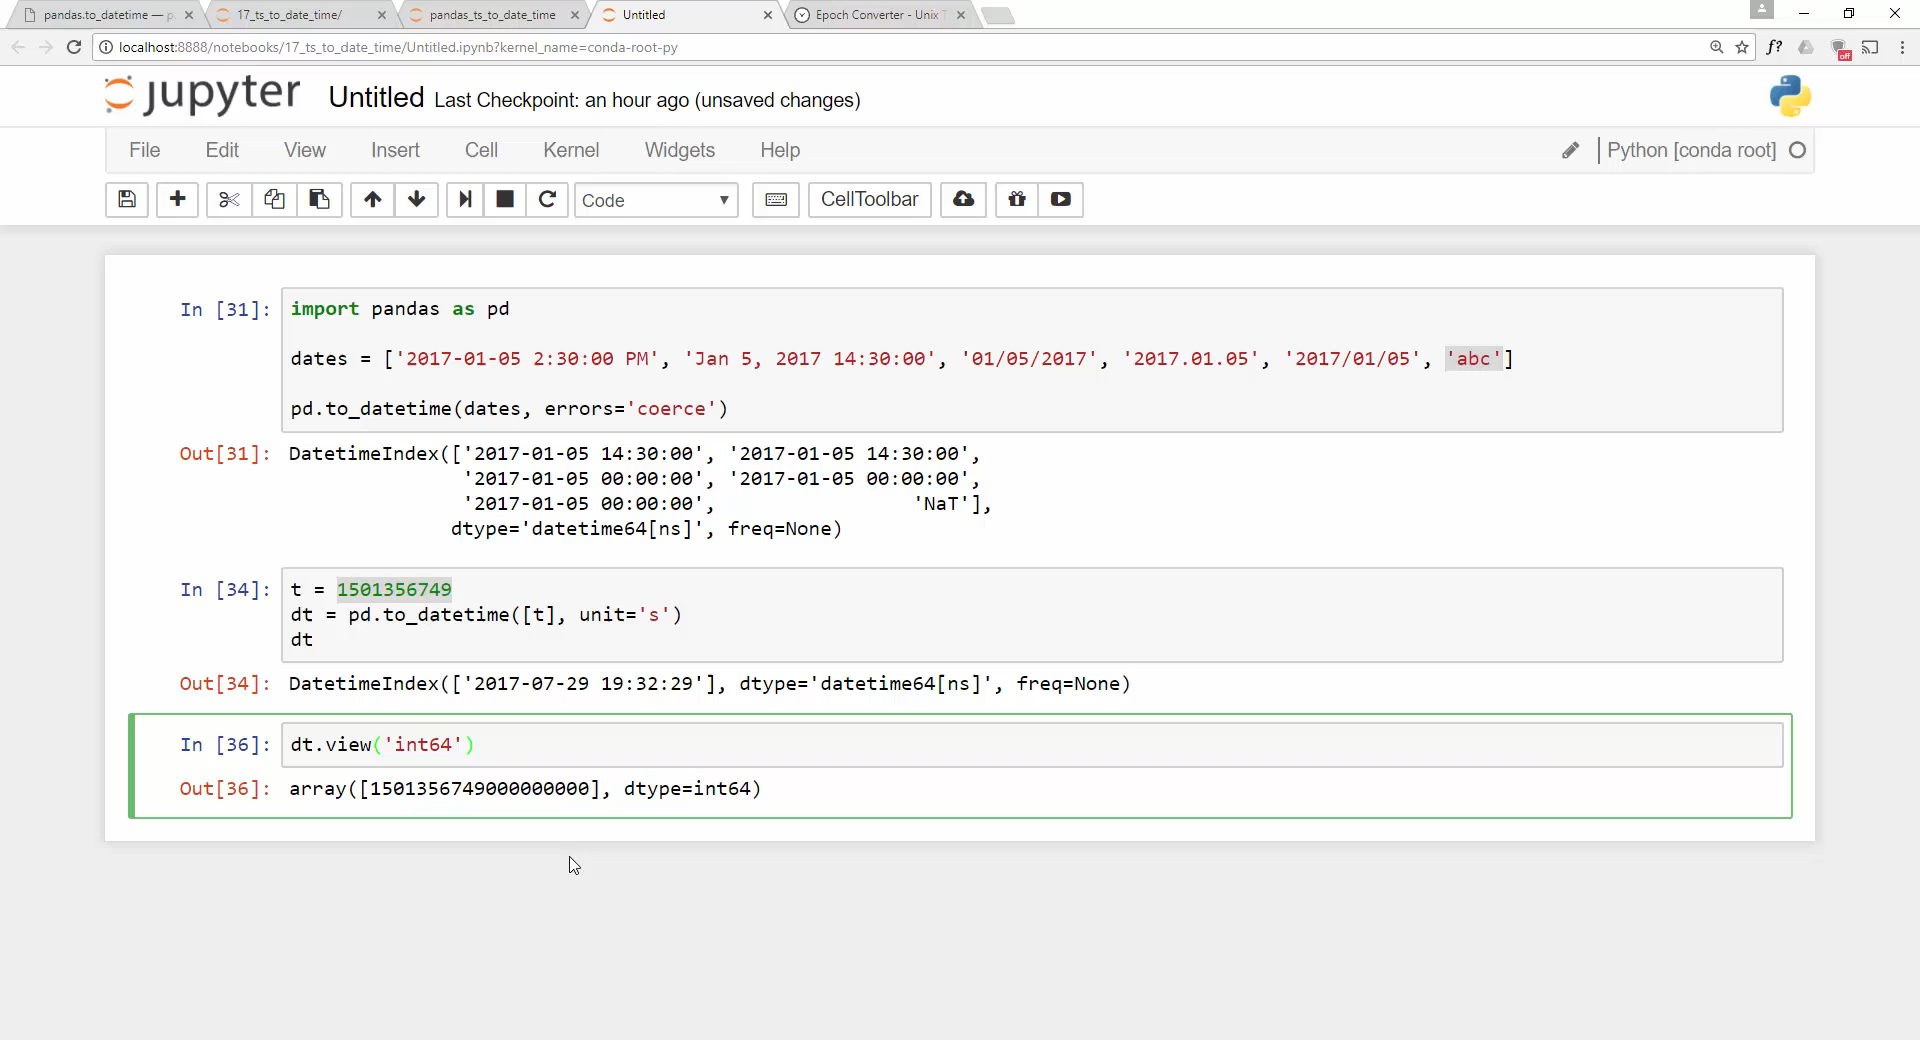 pandas.to_datetime — p
17_ts_to_date_time/
pandas_ts_to_date_time
Untitled
Epoch Converter - Unix T
localhost:8888/notebooks/17_ts_to_date_time/Untitled.ipynb?kernel_name=conda-root-py
f?
off
jupyter Untitled Last Checkpoint: an hour ago (unsaved changes)
File Edit View Insert Cell Kernel Widgets Help Python [conda root]
Code CellToolbar
In [31]: import pandas as pd
dates = ['2017-01-05 2:30:00 PM', 'Jan 5, 2017 14:30:00', '01/05/2017', '2017.01.05', '2017/01/05', 'abc']
pd.to_datetime(dates, errors='coerce')
Out[31]: DatetimeIndex(['2017-01-05 14:30:00', '2017-01-05 14:30:00',
'2017-01-05 00:00:00', '2017-01-05 00:00:00',
'2017-01-05 00:00:00', 'NaT'],
dtype='datetime64[ns]', freq=None)
In [34]: t = 1501356749
dt = pd.to_datetime([t], unit='s')
dt
Out[34]: DatetimeIndex(['2017-07-29 19:32:29'], dtype='datetime64[ns]', freq=None)
In [36]: dt.view('int64')
Out[36]: array([1501356749000000000], dtype=int64)